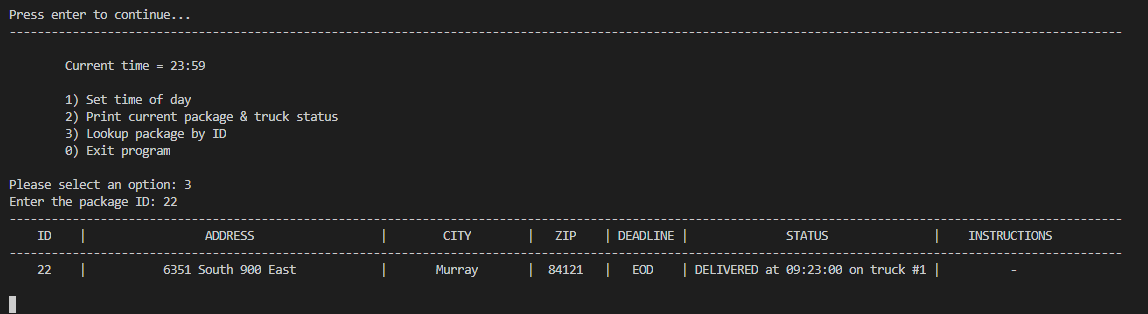 Press enter to continue...
---------------------------------------------------------------------------------------------------------------------------------------------------------------
Current time = 23:59
1) Set time of day
2) Print current package & truck status
3) Lookup package by ID
0) Exit program
Please select an option: 3
Enter the package ID: 22
---------------------------------------------------------------------------------------------------------------------------------------------------------------
ID | ADDRESS | CITY | ZIP | DEADLINE | STATUS | INSTRUCTIONS
---------------------------------------------------------------------------------------------------------------------------------------------------------------
22 | 6351 South 900 East | Murray | 84121 | EOD | DELIVERED at 09:23:00 on truck #1 | -